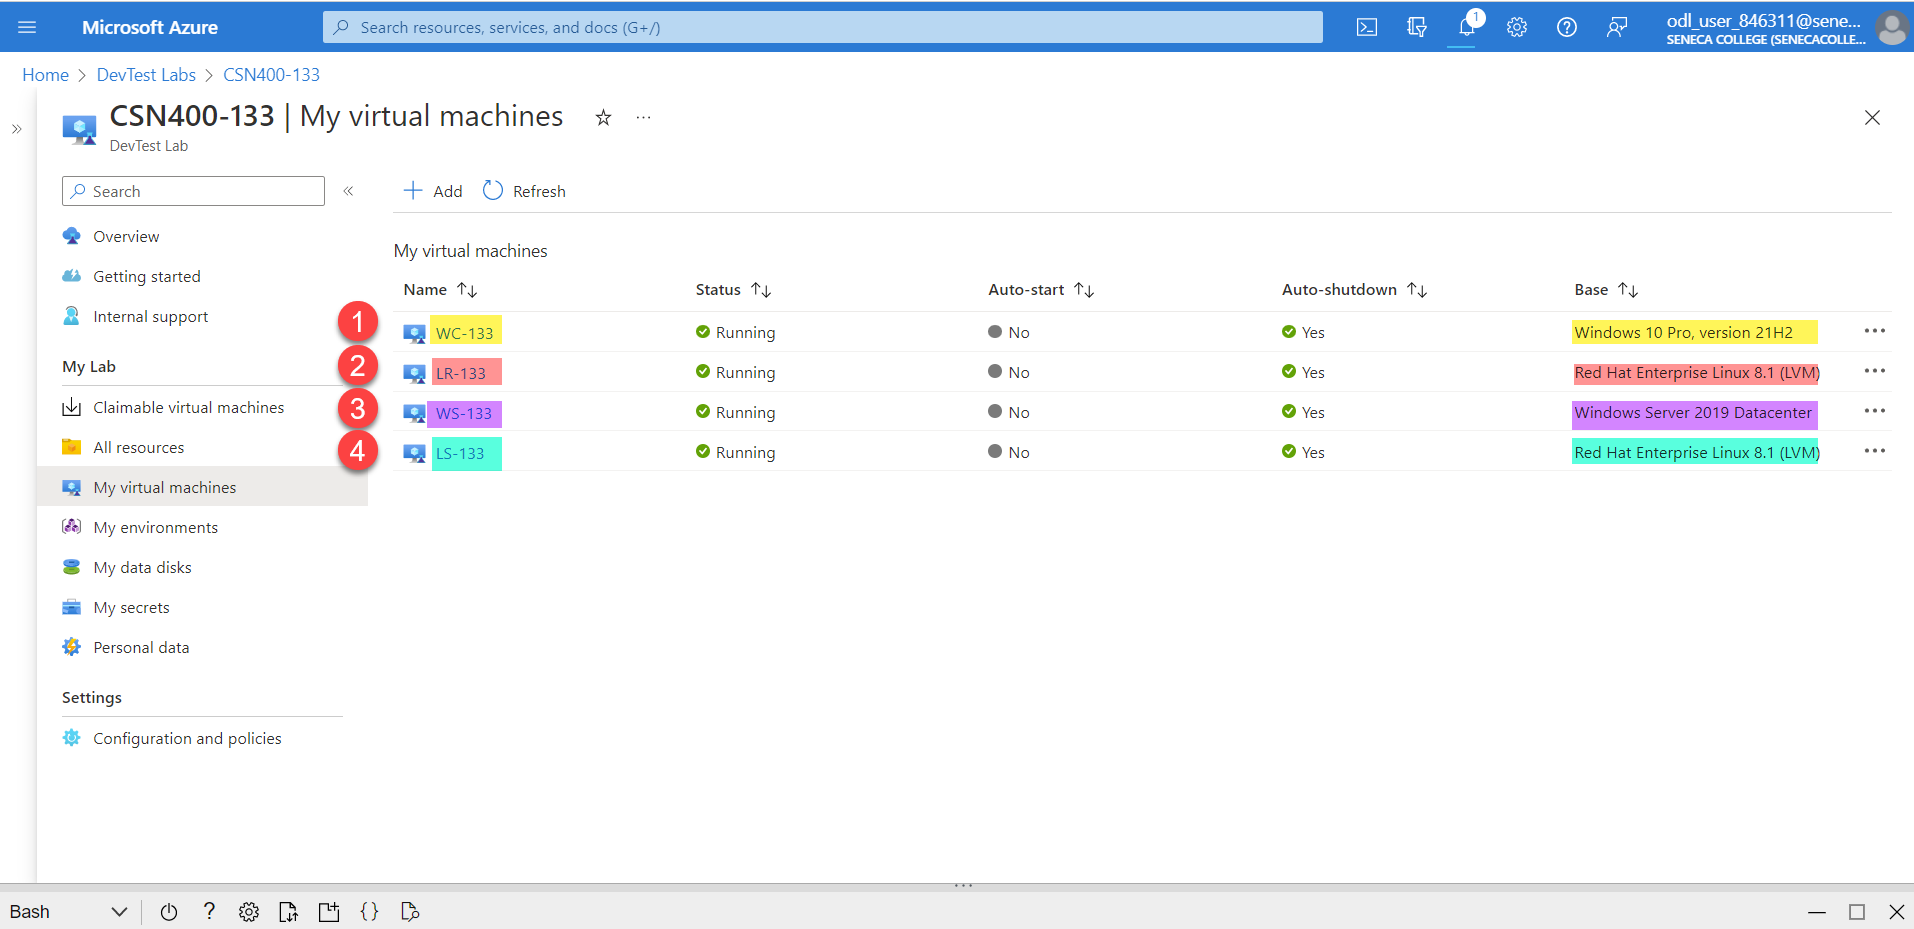 Microsoft Azure
Search resources, services, and docs (G+/)
1
odl_user_846311@sene...
SENECA COLLEGE (SENECACOLLE...
Home > DevTest Labs > CSN400-133
CSN400-133 | My virtual machines
DevTest Lab
Search
Add Refresh
Overview
Getting started
Internal support
My Lab
Claimable virtual machines
All resources
My virtual machines
My environments
My data disks
My secrets
Personal data
Settings
Configuration and policies
My virtual machines
Name Status Auto-start Auto-shutdown Base
1 WC-133 Running No Yes Windows 10 Pro, version 21H2
2 LR-133 Running No Yes Red Hat Enterprise Linux 8.1 (LVM)
3 WS-133 Running No Yes Windows Server 2019 Datacenter
4 LS-133 Running No Yes Red Hat Enterprise Linux 8.1 (LVM)
Bash